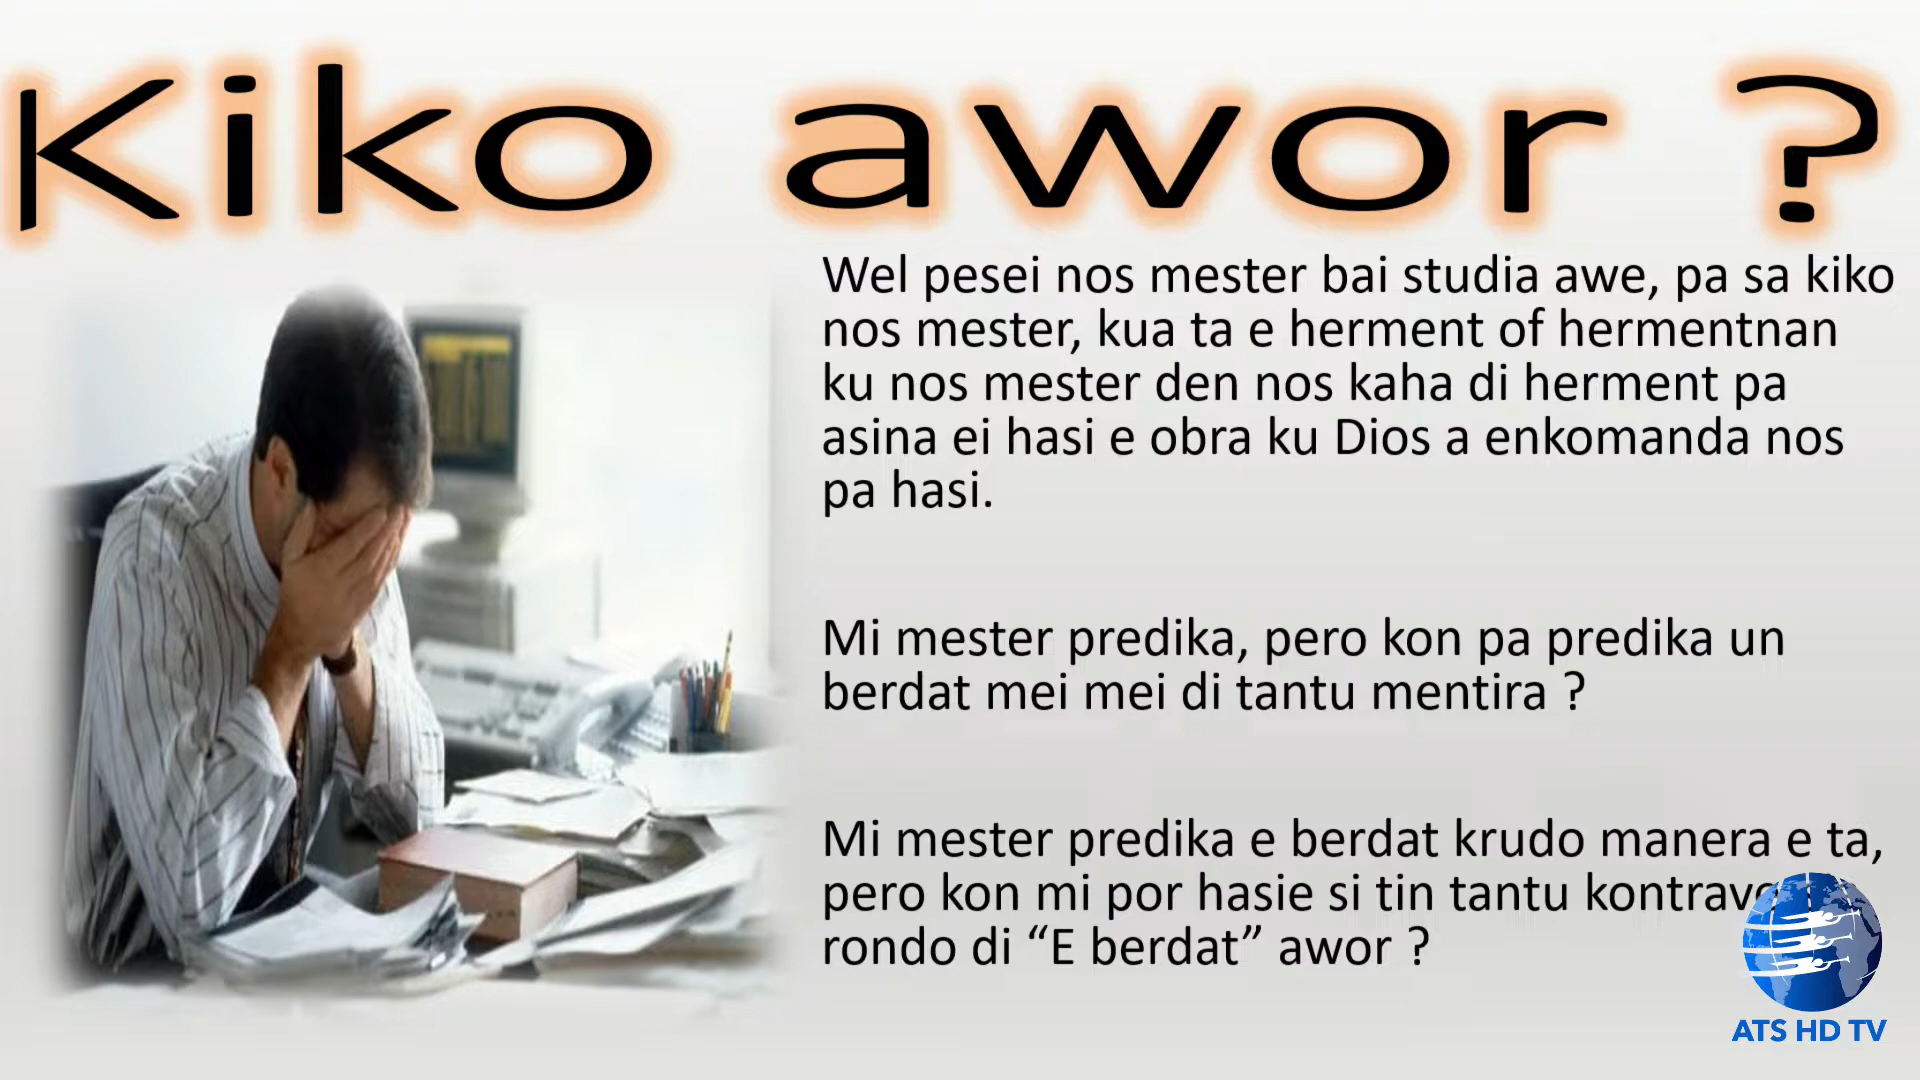 Kiko awor ?
Wel pesei nos mester bai studia awe, pa sa kiko
nos mester, kua ta e herment of hermentnan
ku nos mester den nos kaha di herment pa
asina ei hasi e obra ku Dios a enkomanda nos
pa hasi.
Mi mester predika, pero kon pa predika un
berdat mei mei di tantu mentira ?
Mi mester predika e berdat krudo manera e ta,
pero kon mi por hasie si tin tantu
rondo di “E berdat” awor ?
ATS HD TV